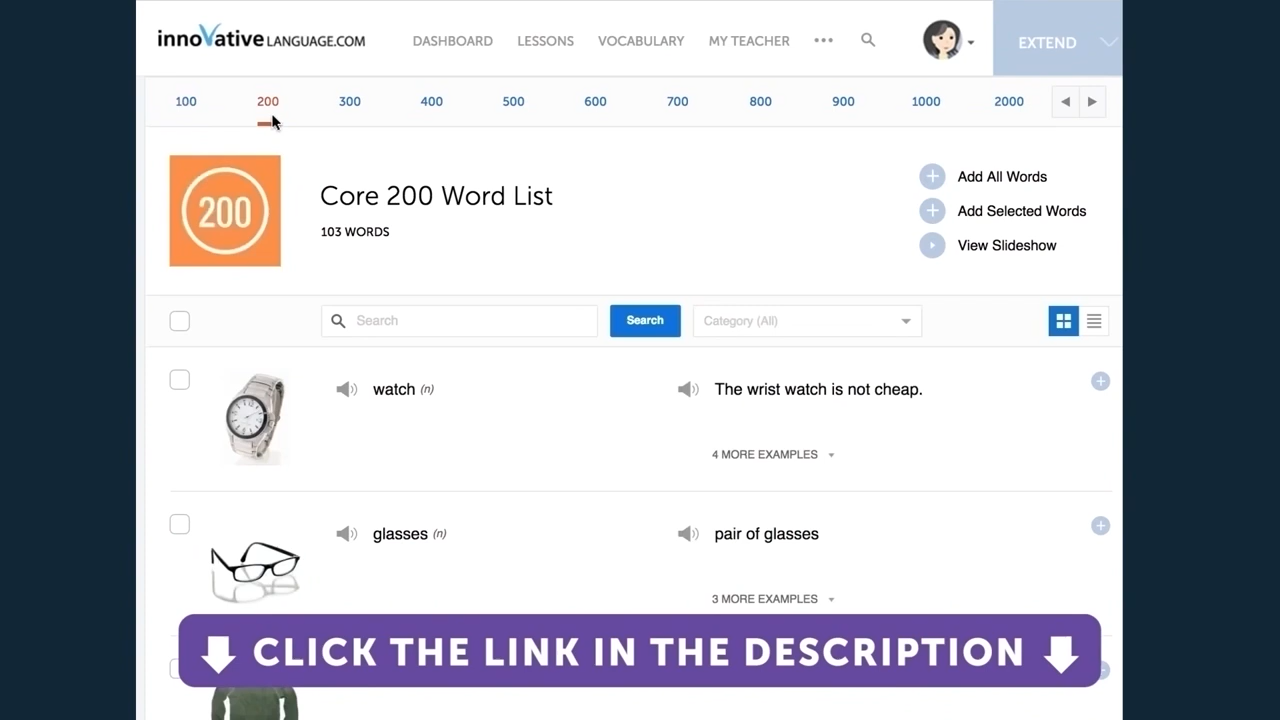 innoVative LANGUAGE.COM
DASHBOARD LESSONS VOCABULARY MY TEACHER ••• EXTEND
100 200 300 400 500 600 700 800 900 1000 2000
200
Core 200 Word List
103 WORDS
Add All Words
Add Selected Words
View Slideshow
Search Search Category (All)
watch (n) The wrist watch is not cheap.
4 MORE EXAMPLES
glasses (n) pair of glasses
3 MORE EXAMPLES
CLICK THE LINK IN THE DESCRIPTION